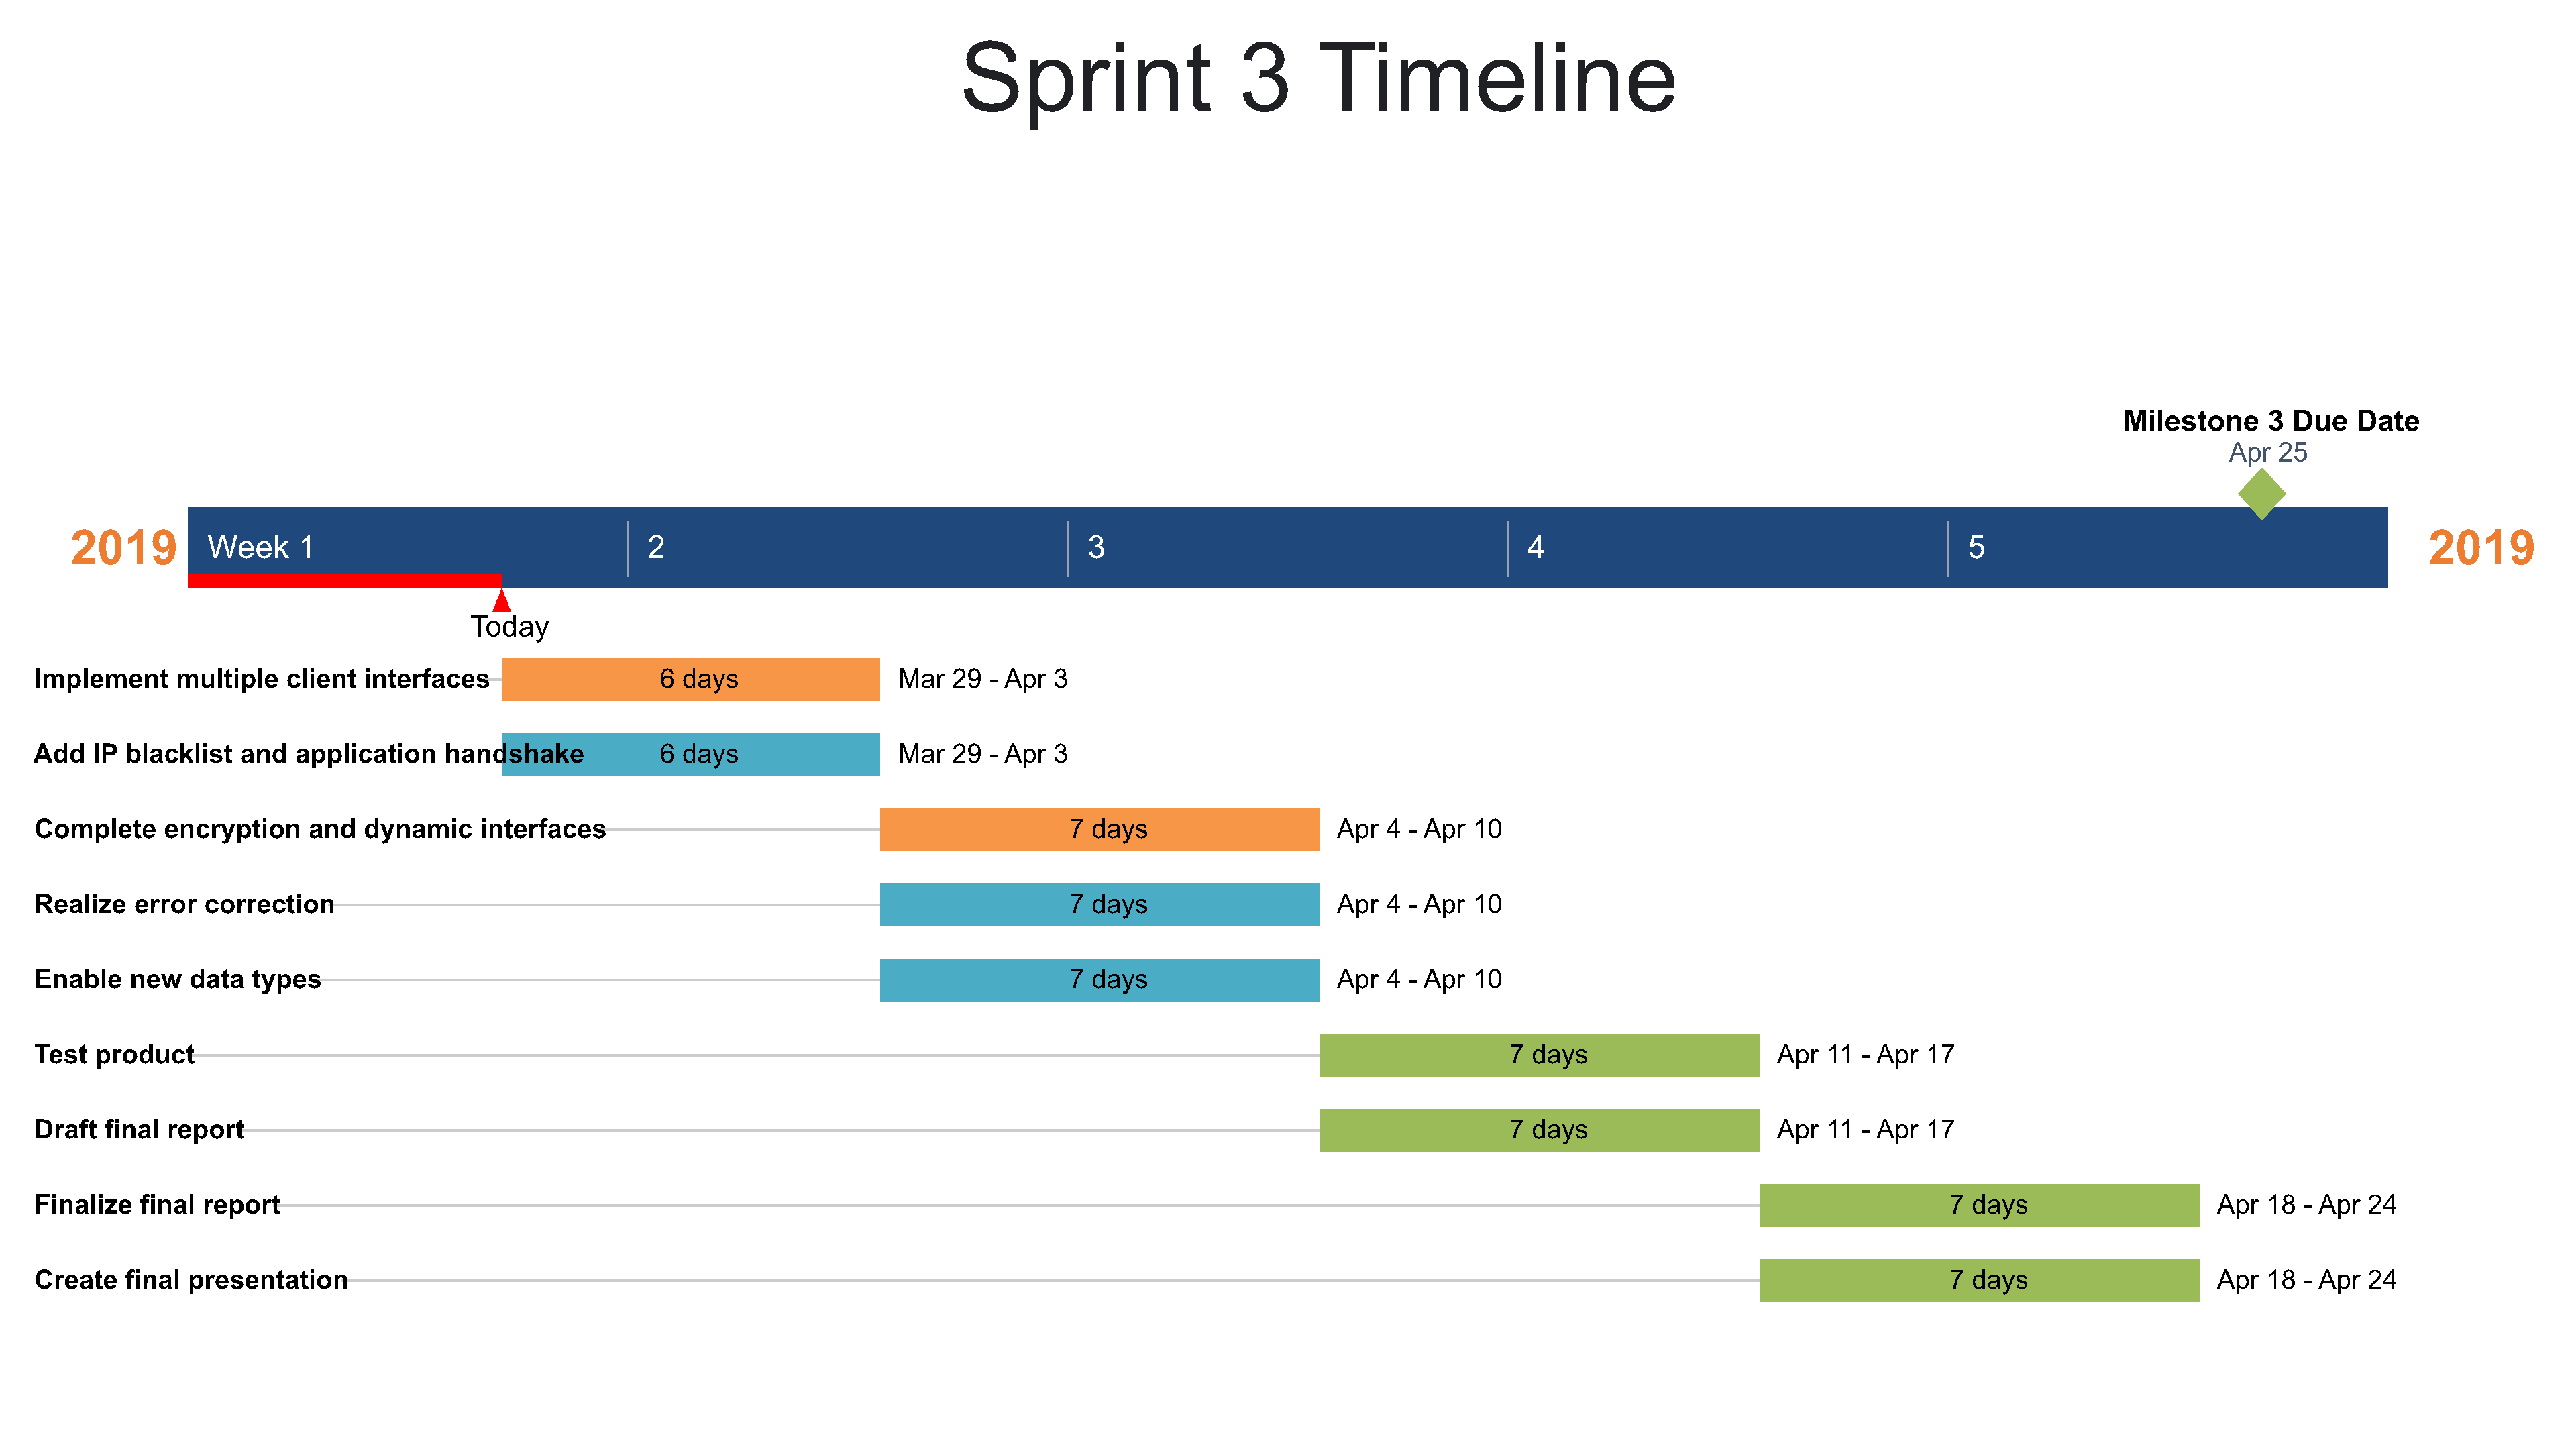 Sprint 3 Timeline
Milestone 3 Due Date
Apr 25
2019 Week 1 2 3 4 5 2019
Today
Implement multiple client interfaces 6 days Mar 29 - Apr 3
Add IP blacklist and application handshake 6 days Mar 29 - Apr 3
Complete encryption and dynamic interfaces 7 days Apr 4 - Apr 10
Realize error correction 7 days Apr 4 - Apr 10
Enable new data types 7 days Apr 4 - Apr 10
Test product 7 days Apr 11 - Apr 17
Draft final report 7 days Apr 11 - Apr 17
Finalize final report 7 days Apr 18 - Apr 24
Create final presentation 7 days Apr 18 - Apr 24